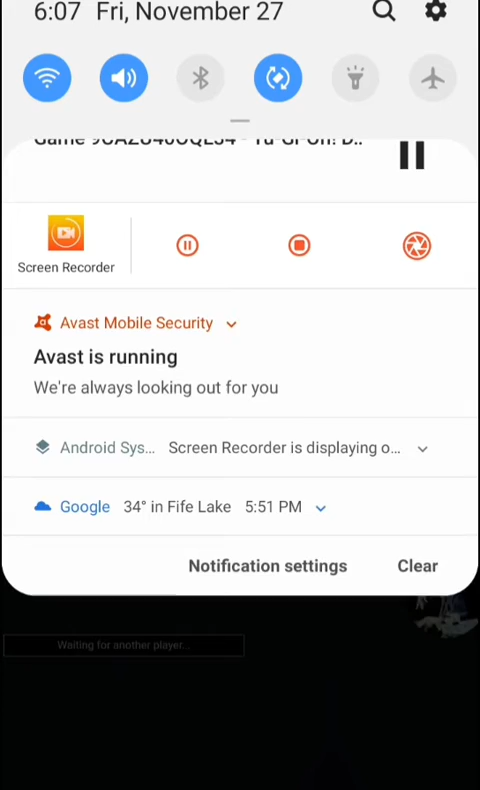 6:07 Fri, November 27
Screen Recorder
Avast Mobile Security
Avast is running
We're always looking out for you
Android Sys... Screen Recorder is displaying o...
Google 34° in Fife Lake 5:51 PM
Notification settings Clear
Waiting for another player...